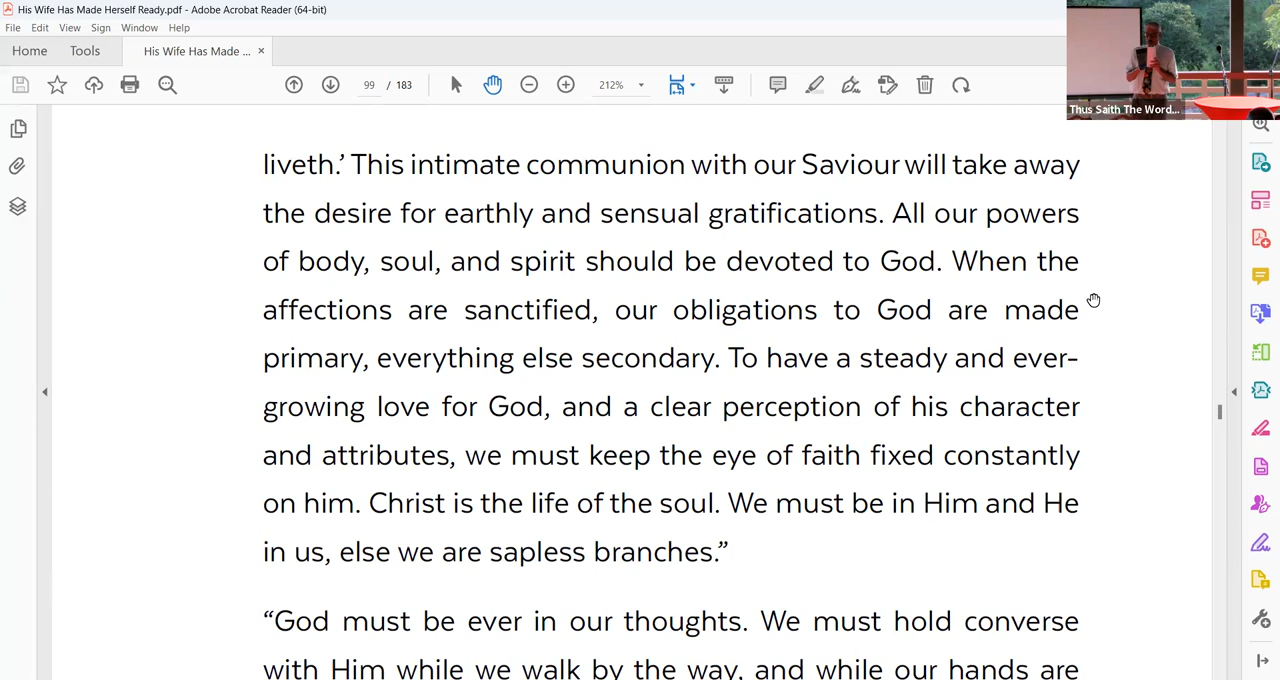 His Wife Has Made Herself Ready.pdf - Adobe Acrobat Reader (64-bit)
File Edit View Sign Window Help
Home Tools His Wife Has Made ... ×
99 / 183 212%
Thus Saith The Word...
liveth.’ This intimate communion with our Saviour will take away
the desire for earthly and sensual gratifications. All our powers
of body, soul, and spirit should be devoted to God. When the
affections are sanctified, our obligations to God are made
primary, everything else secondary. To have a steady and ever-
growing love for God, and a clear perception of his character
and attributes, we must keep the eye of faith fixed constantly
on him. Christ is the life of the soul. We must be in Him and He
in us, else we are sapless branches.”
“God must be ever in our thoughts. We must hold converse
with Him while we walk by the way, and while our hands are